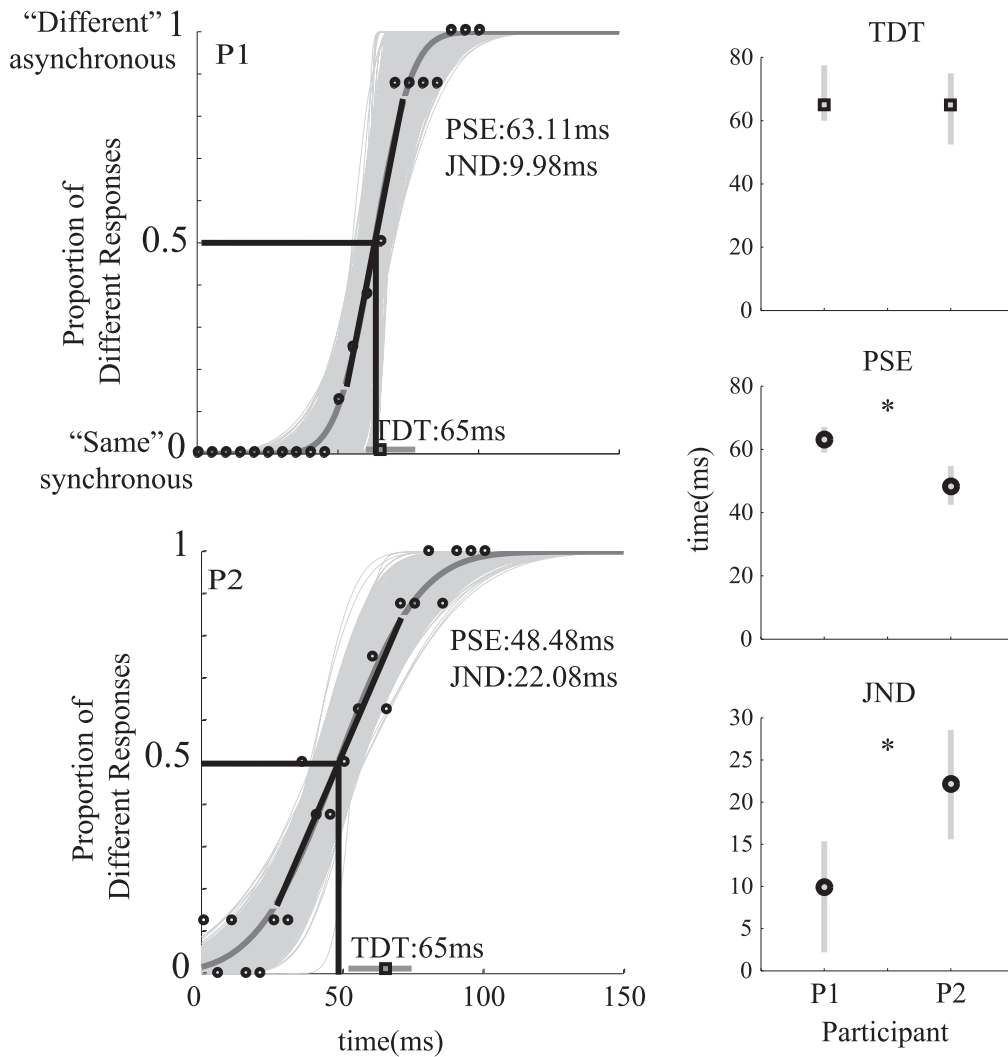 “Different”
asynchronous
1
P1
PSE:63.11ms
JND:9.98ms
Proportion of
Different Responses
0.5
TDT:65ms
“Same”
synchronous
0
1
P2
PSE:48.48ms
JND:22.08ms
Proportion of
Different Responses
0.5
TDT:65ms
0
0
50
100
150
time(ms)
TDT
80
60
40
20
0
PSE
80
*
60
40
20
0
time(ms)
JND
30
*
25
20
15
10
5
0
P1
P2
Participant